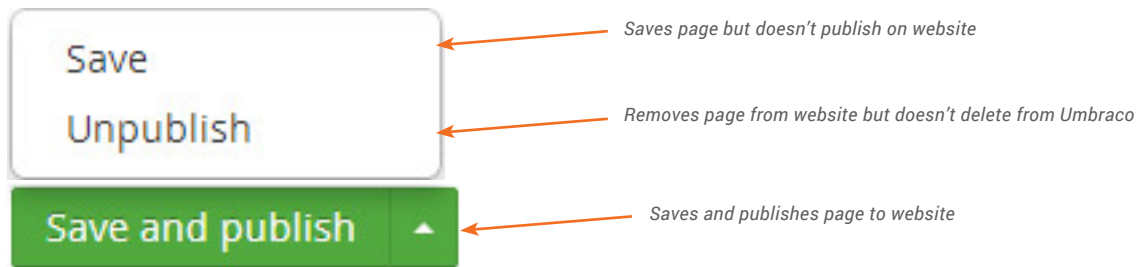 Save
Saves page but doesn’t publish on website
Unpublish
Removes page from website but doesn’t delete from Umbraco
Save and publish
Saves and publishes page to website